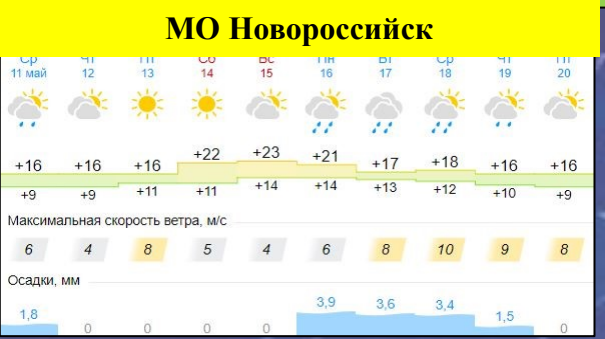 МО Новороссийск
Ср Чт Пт Сб Вс Пн Вт Ср Чт Пт
11 май 12 13 14 15 16 17 18 19 20
+16 +16 +16 +22 +23 +21 +17 +18 +16 +16
+9 +9 +11 +11 +14 +14 +13 +12 +10 +9
Максимальная скорость ветра, м/с
6 4 8 5 4 6 8 10 9 8
Осадки, мм
1,8 0 0 0 0 3,9 3,6 3,4 1,5 0